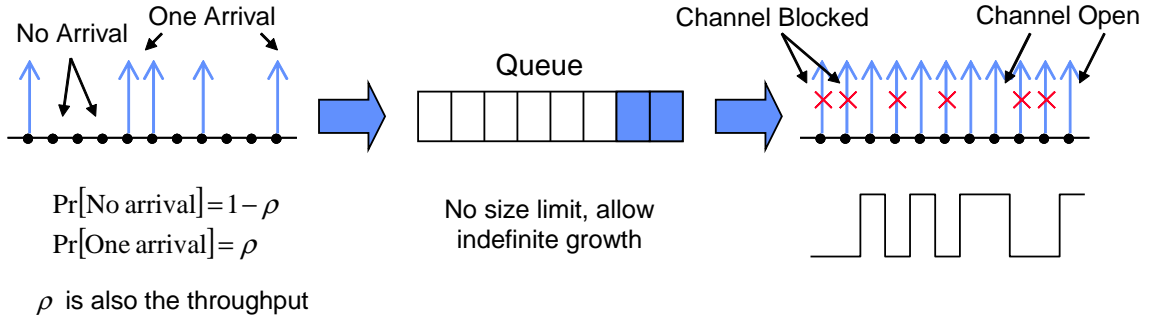 No Arrival
One Arrival
Pr[No arrival] = 1 − ρ
Pr[One arrival] = ρ
ρ is also the throughput
Queue
No size limit, allow
indefinite growth
Channel Blocked
Channel Open